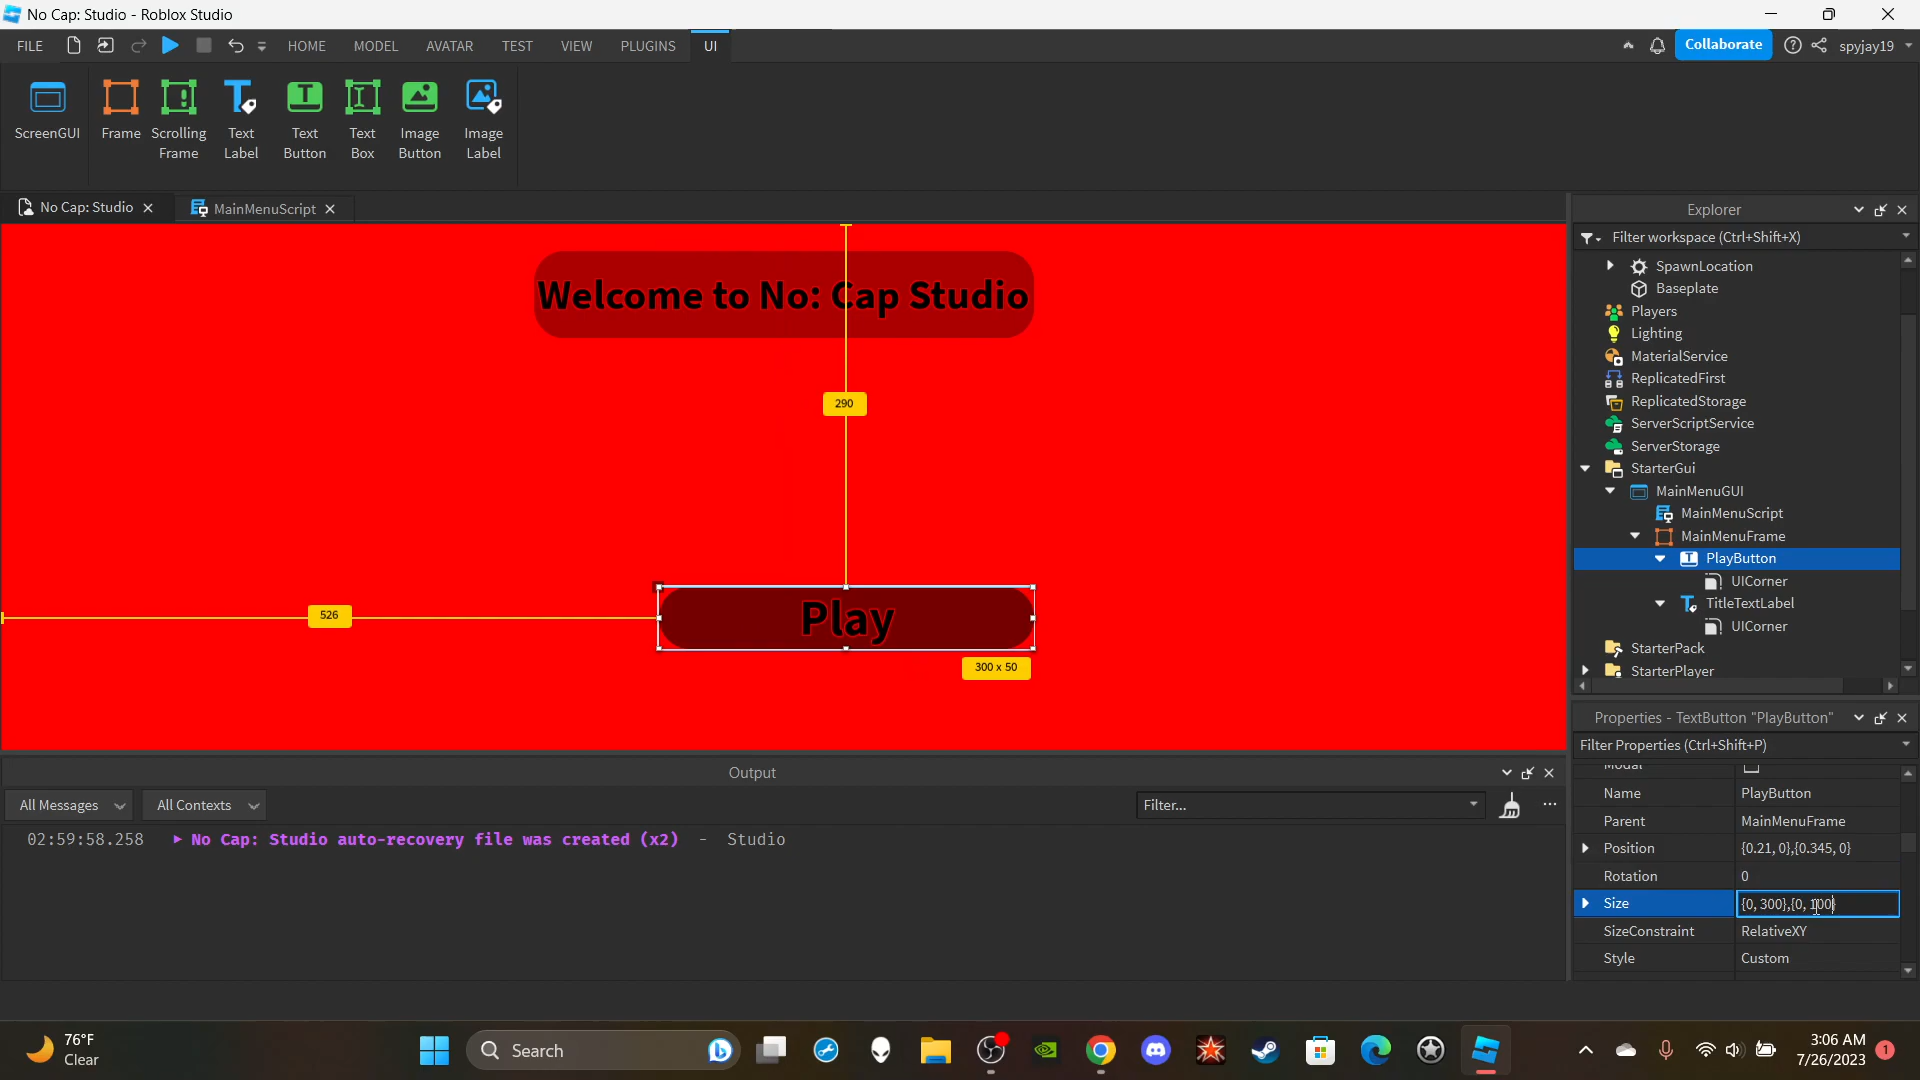 No Cap: Studio - Roblox Studio
FILE HOME MODEL AVATAR TEST VIEW PLUGINS UI Collaborate spyjay19
ScreenGUI
Frame
Scrolling Frame
Text Label
Text Button
Text Box
Image Button
Image Label
No Cap: Studio
MainMenuScript
Welcome to No: Cap Studio
290
526
Play
300 x 50
Explorer
Filter workspace (Ctrl+Shift+X)
SpawnLocation
Baseplate
Players
Lighting
MaterialService
ReplicatedFirst
ReplicatedStorage
ServerScriptService
ServerStorage
StarterGui
MainMenuGUI
MainMenuScript
MainMenuFrame
PlayButton
UICorner
TitleTextLabel
UICorner
StarterPack
StarterPlayer
Properties - TextButton "PlayButton"
Filter Properties (Ctrl+Shift+P)
Modal
Name PlayButton
Parent MainMenuFrame
Position {0.21, 0},{0.345, 0}
Rotation 0
Size {0, 300},{0, 100}
SizeConstraint RelativeXY
Style Custom
Output
All Messages All Contexts Filter...
02:59:58.258 No Cap: Studio auto-recovery file was created (x2) - Studio
76°F
Clear
Search
3:06 AM
7/26/2023
1